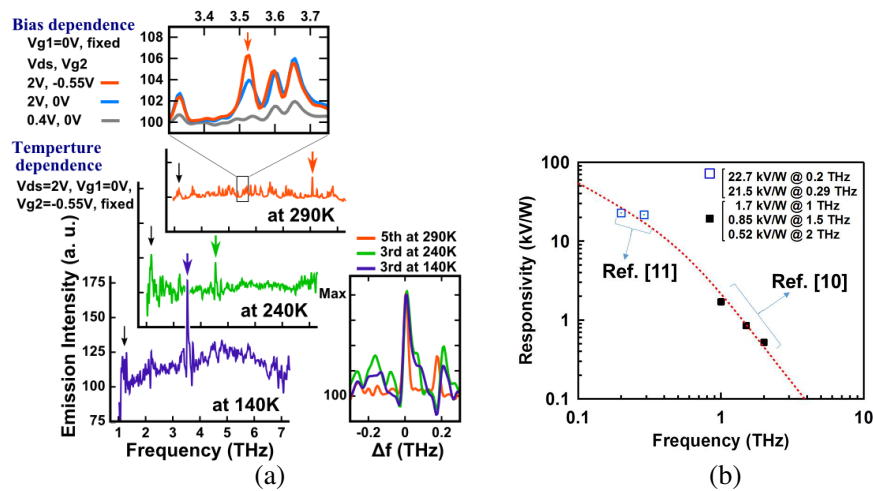 Bias dependence
Vg1=0V, fixed
Vds, Vg2
2V, -0.55V
2V, 0V
0.4V, 0V
3.4 3.5 3.6 3.7
108
106
104
102
100
Temperture
dependence
Vds=2V, Vg1=0V,
Vg2=-0.55V, fixed
at 290K
at 240K
at 140K
Emission Intensity (a. u.)
175
150
125
100
75
1 2 3 4 5 6 7
Frequency (THz)
5th at 290K
3rd at 240K
3rd at 140K
Max
100
-0.2 0 0.2
Δf (THz)
(a)
Responsivity (kV/W)
100
10
1
0.1
0.1 1 10
Frequency (THz)
22.7 kV/W @ 0.2 THz
21.5 kV/W @ 0.29 THz
1.7 kV/W @ 1 THz
0.85 kV/W @ 1.5 THz
0.52 kV/W @ 2 THz
Ref. [11]
Ref. [10]
(b)